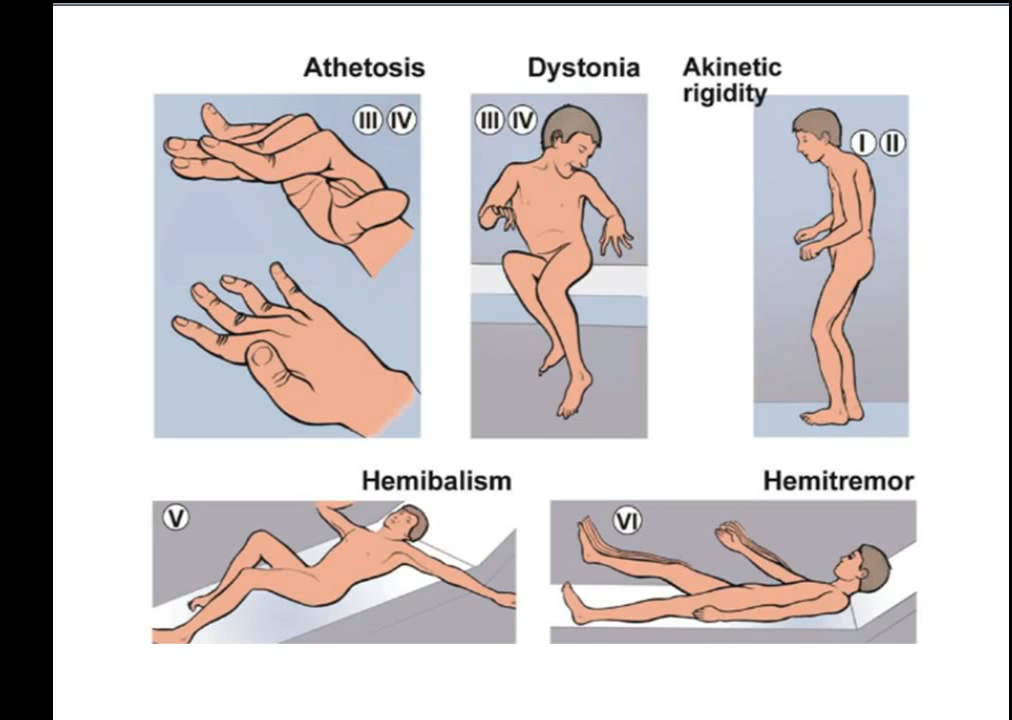 Athetosis
Dystonia
Akinetic
rigidity
III IV
III IV
I II
Hemibalism
Hemitremor
V
VI